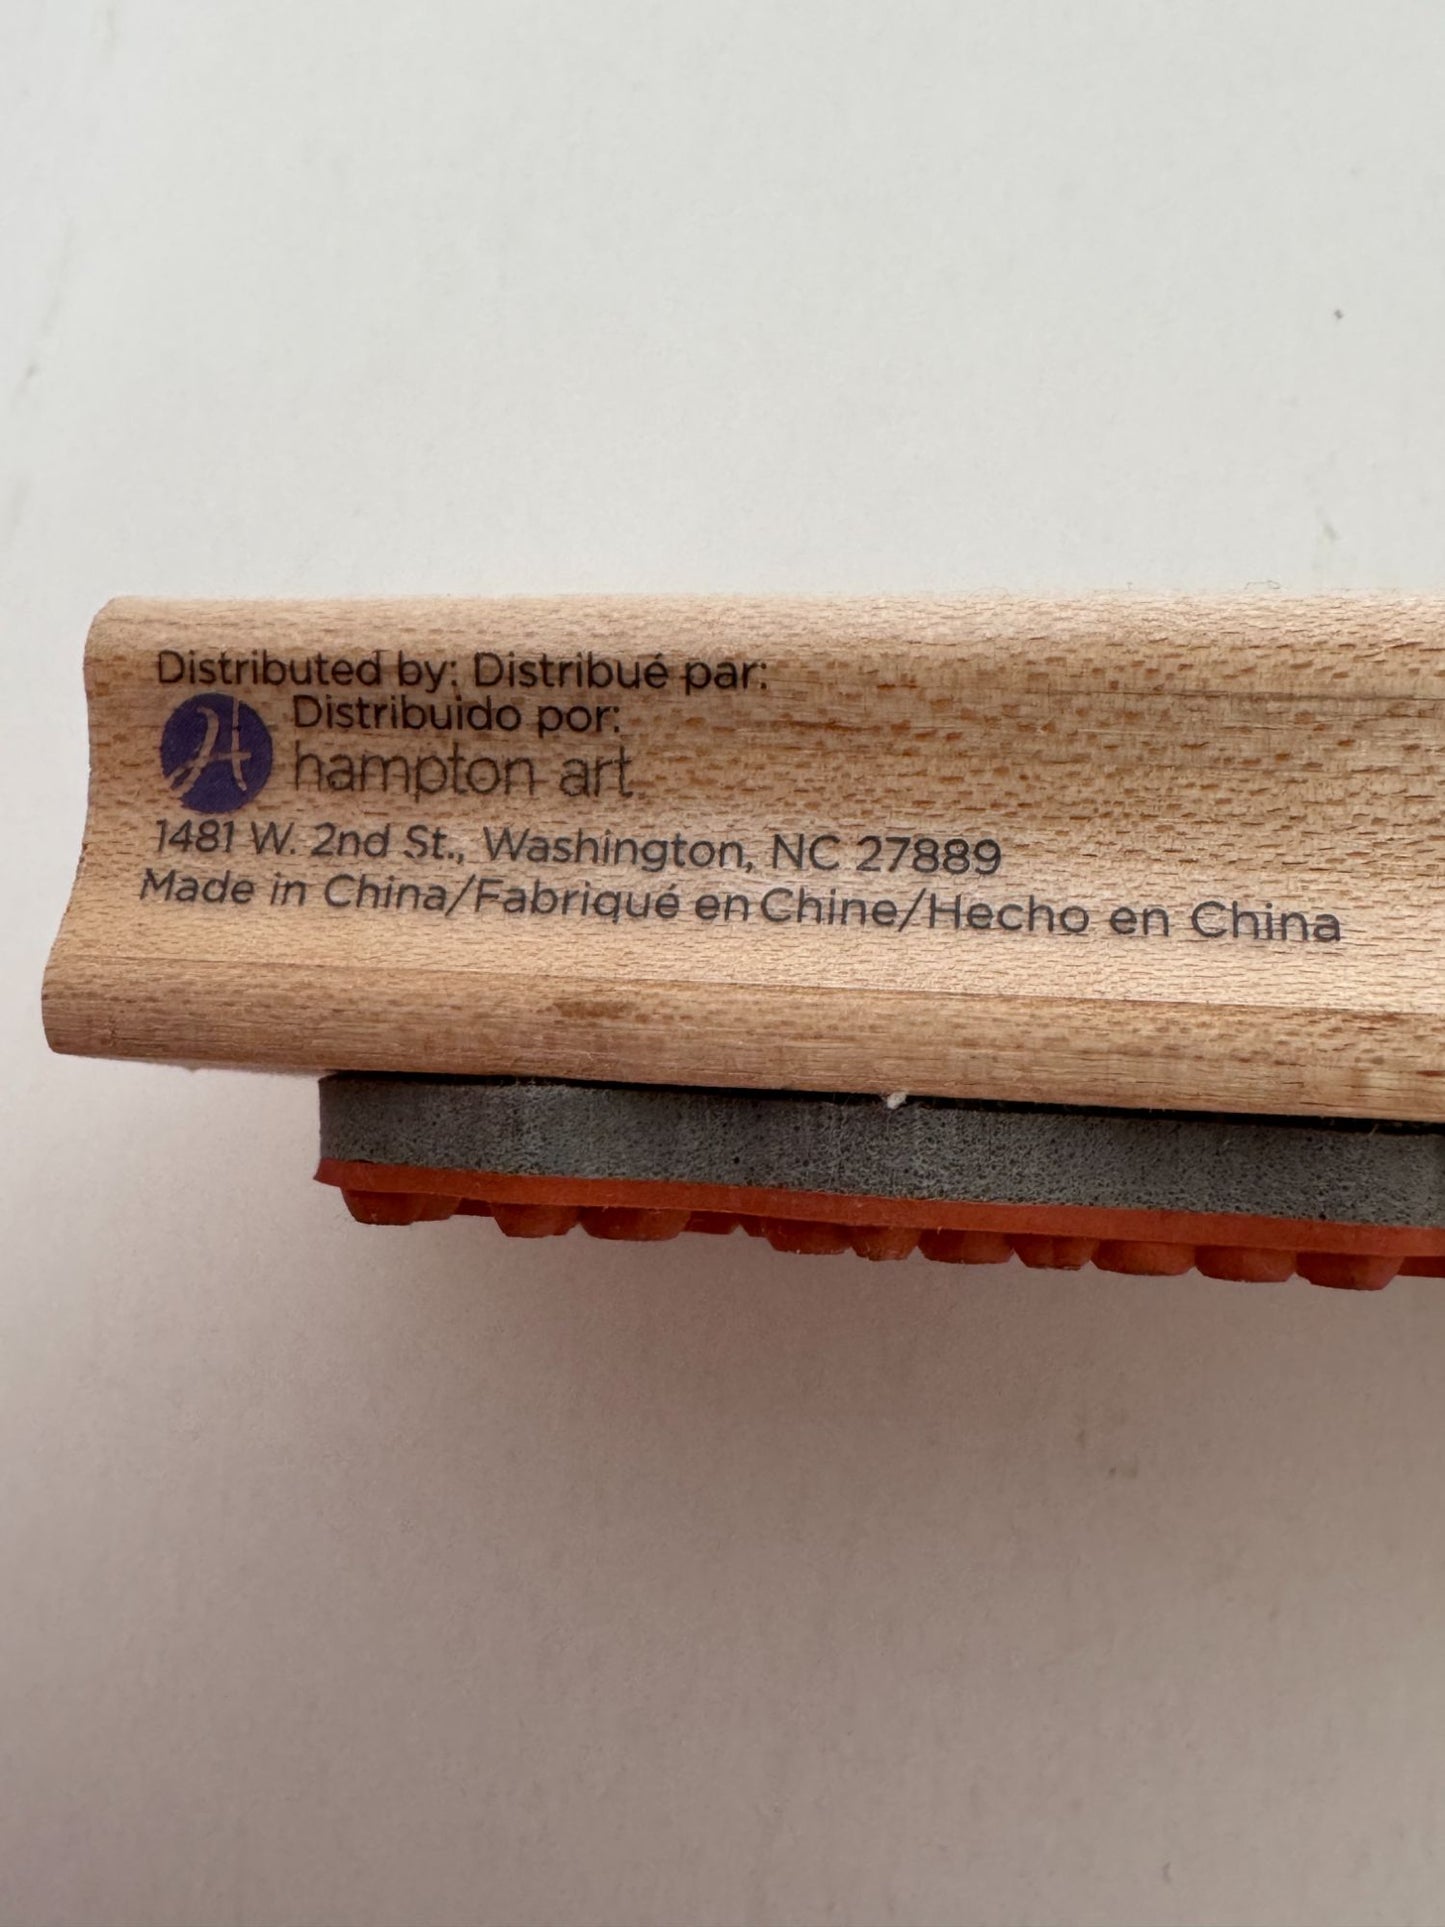 Distributed by: Distribué par:
Distribuido por:
hampton art
1481 W. 2nd St., Washington, NC 27889
Made in China/Fabriqué en Chine/Hecho en China